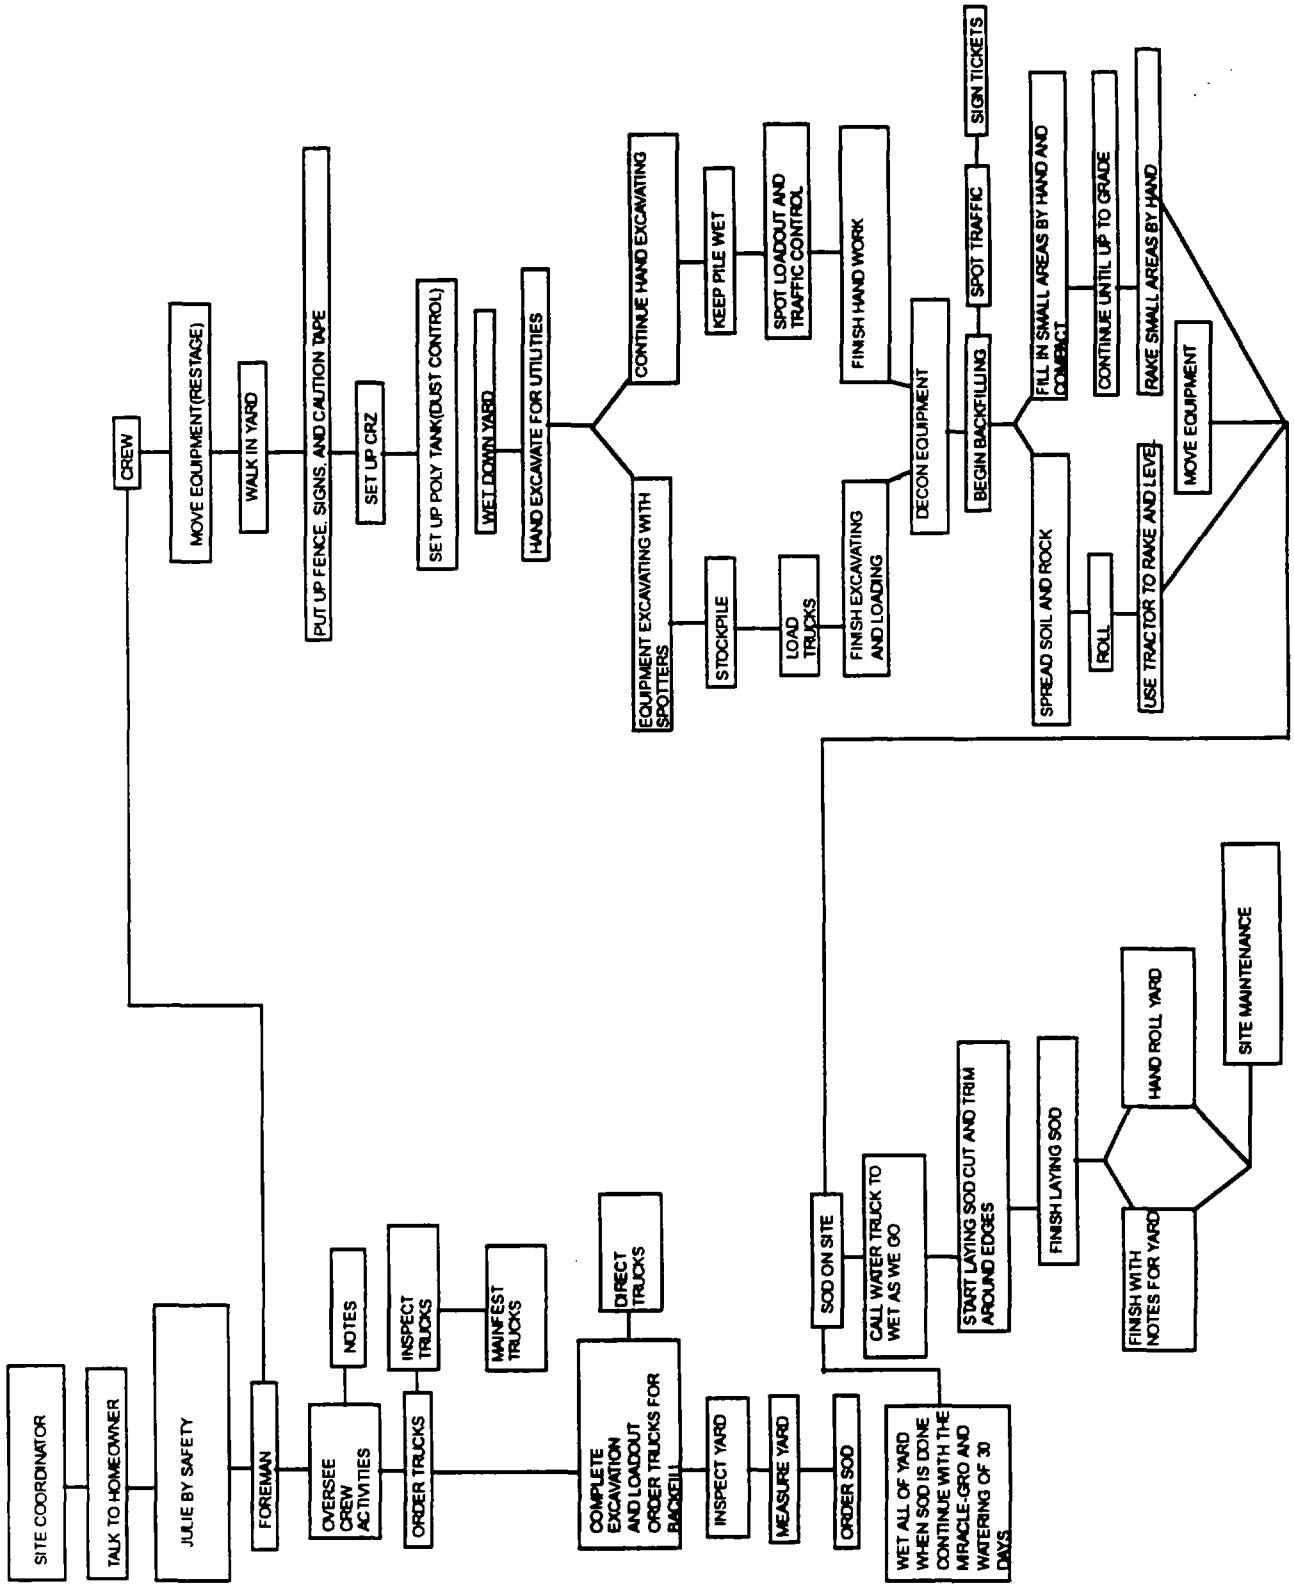 SITE COORDINATOR
TALK TO HOMEOWNER
JULIE BY SAFETY
FOREMAN
OVERSEE
CREW
ACTIVITIES
NOTES
ORDER TRUCKS
INSPECT
TRUCKS
MAINFEST
TRUCKS
COMPLETE
EXCAVATION
AND LOADOUT
ORDER TRUCKS FOR
BACKFILL
DIRECT
TRUCKS
INSPECT YARD
MEASURE YARD
ORDER SOD
CREW
MOVE EQUIPMENT(RESTAGE)
WALK IN YARD
PUT UP FENCE, SIGNS, AND CAUTION TAPE
SET UP CRZ
SET UP POLY TANK(DUST CONTROL)
WET DOWN YARD
HAND EXCAVATE FOR UTILITIES
EQUIPMENT EXCAVATING WITH
SPOTTERS
STOCKPILE
LOAD
TRUCKS
FINISH EXCAVATING
AND LOADING
CONTINUE HAND EXCAVATING
KEEP PILE WET
SPOT LOADOUT AND
TRAFFIC CONTROL
FINISH HAND WORK
DECON EQUIPMENT
BEGIN BACKFILLING
SPOT TRAFFIC
SIGN TICKETS
SPREAD SOIL AND ROCK
ROLL
USE TRACTOR TO RAKE AND LEVEL
FILL IN SMALL AREAS BY HAND AND
COMPACT
CONTINUE UNTIL UP TO GRADE
RAKE SMALL AREAS BY HAND
MOVE EQUIPMENT
SOD ON SITE
WET ALL OF YARD
WHEN SOD IS DONE
CONTINUE WITH THE
MIRACLE-GRO AND
WATERING OF 30
DAYS
CALL WATER TRUCK TO
WET AS WE GO
START LAYING SOD CUT AND TRIM
AROUND EDGES
FINISH LAYING SOD
FINISH WITH
NOTES FOR YARD
HAND ROLL YARD
SITE MAINTENANCE